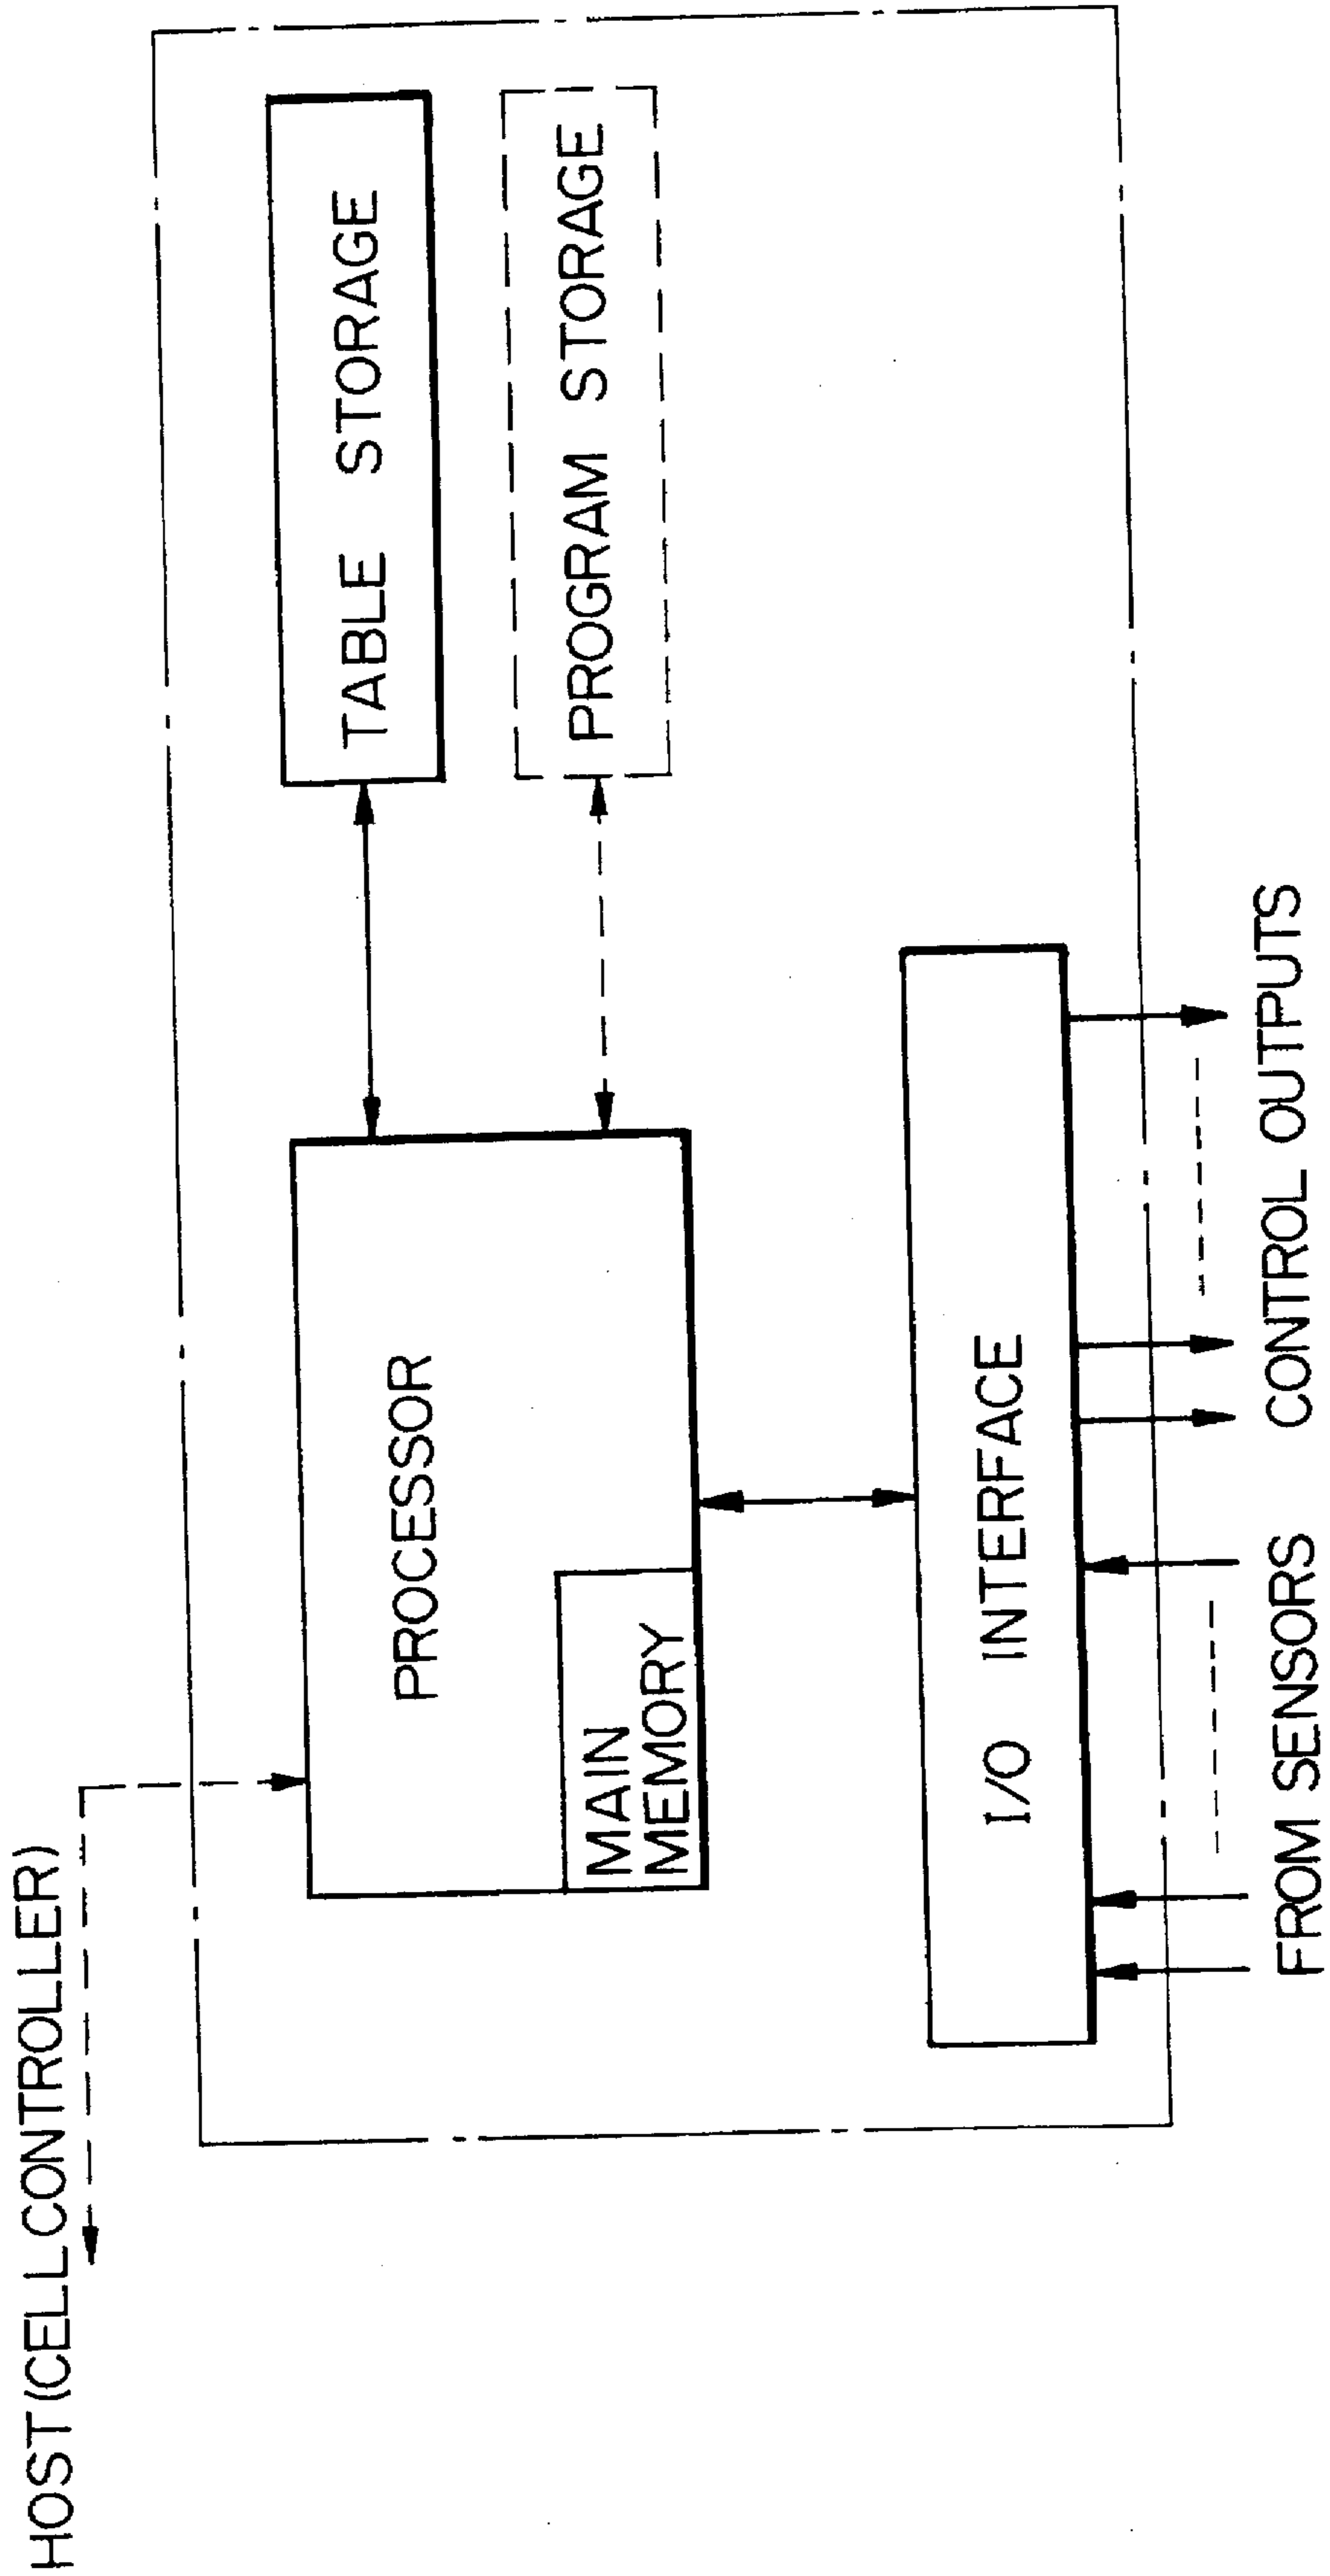 HOST (CELL CONTROLLER)
PROCESSOR
MAIN
MEMORY
TABLE STORAGE
PROGRAM STORAGE
I/O INTERFACE
FROM SENSORS
CONTROL OUTPUTS